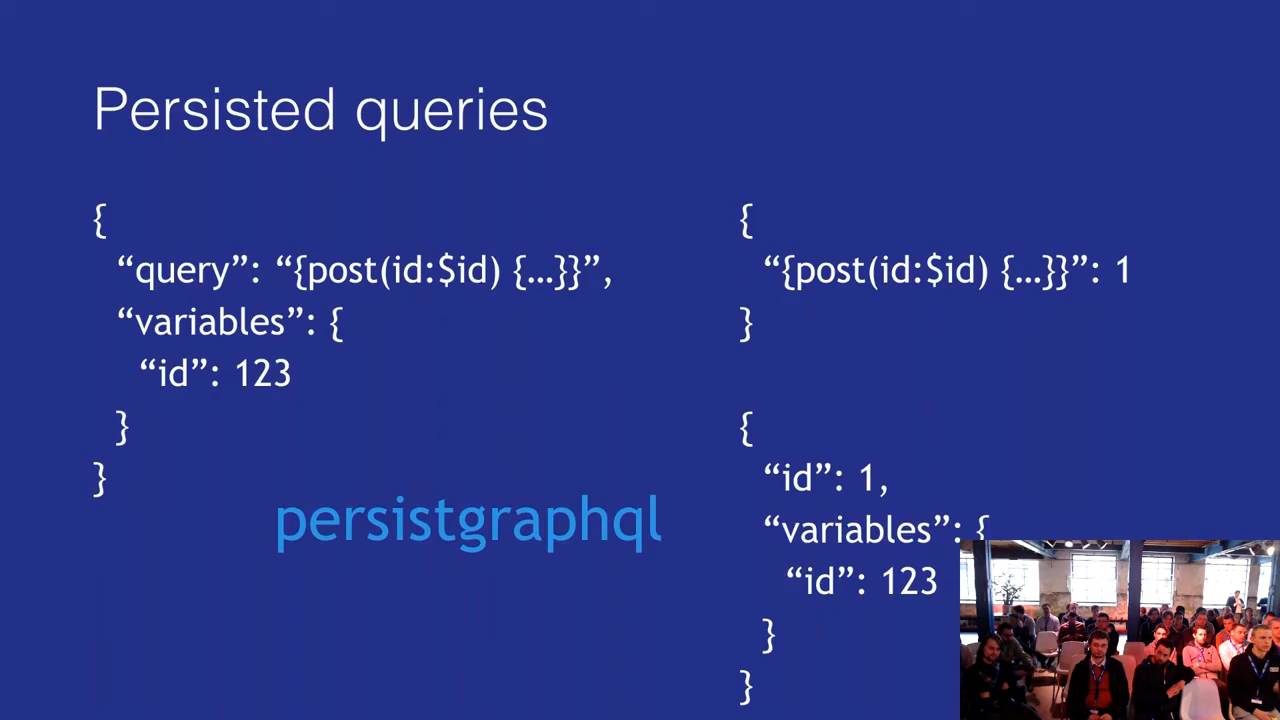 Persisted queries
{
“query”: “{post(id:$id) {…}}”,
“variables”: {
“id”: 123
}
}
persistgraphql
{
“{post(id:$id) {…}}”: 1
}
{
“id”: 1,
“variables”: {
“id”: 123
}
}